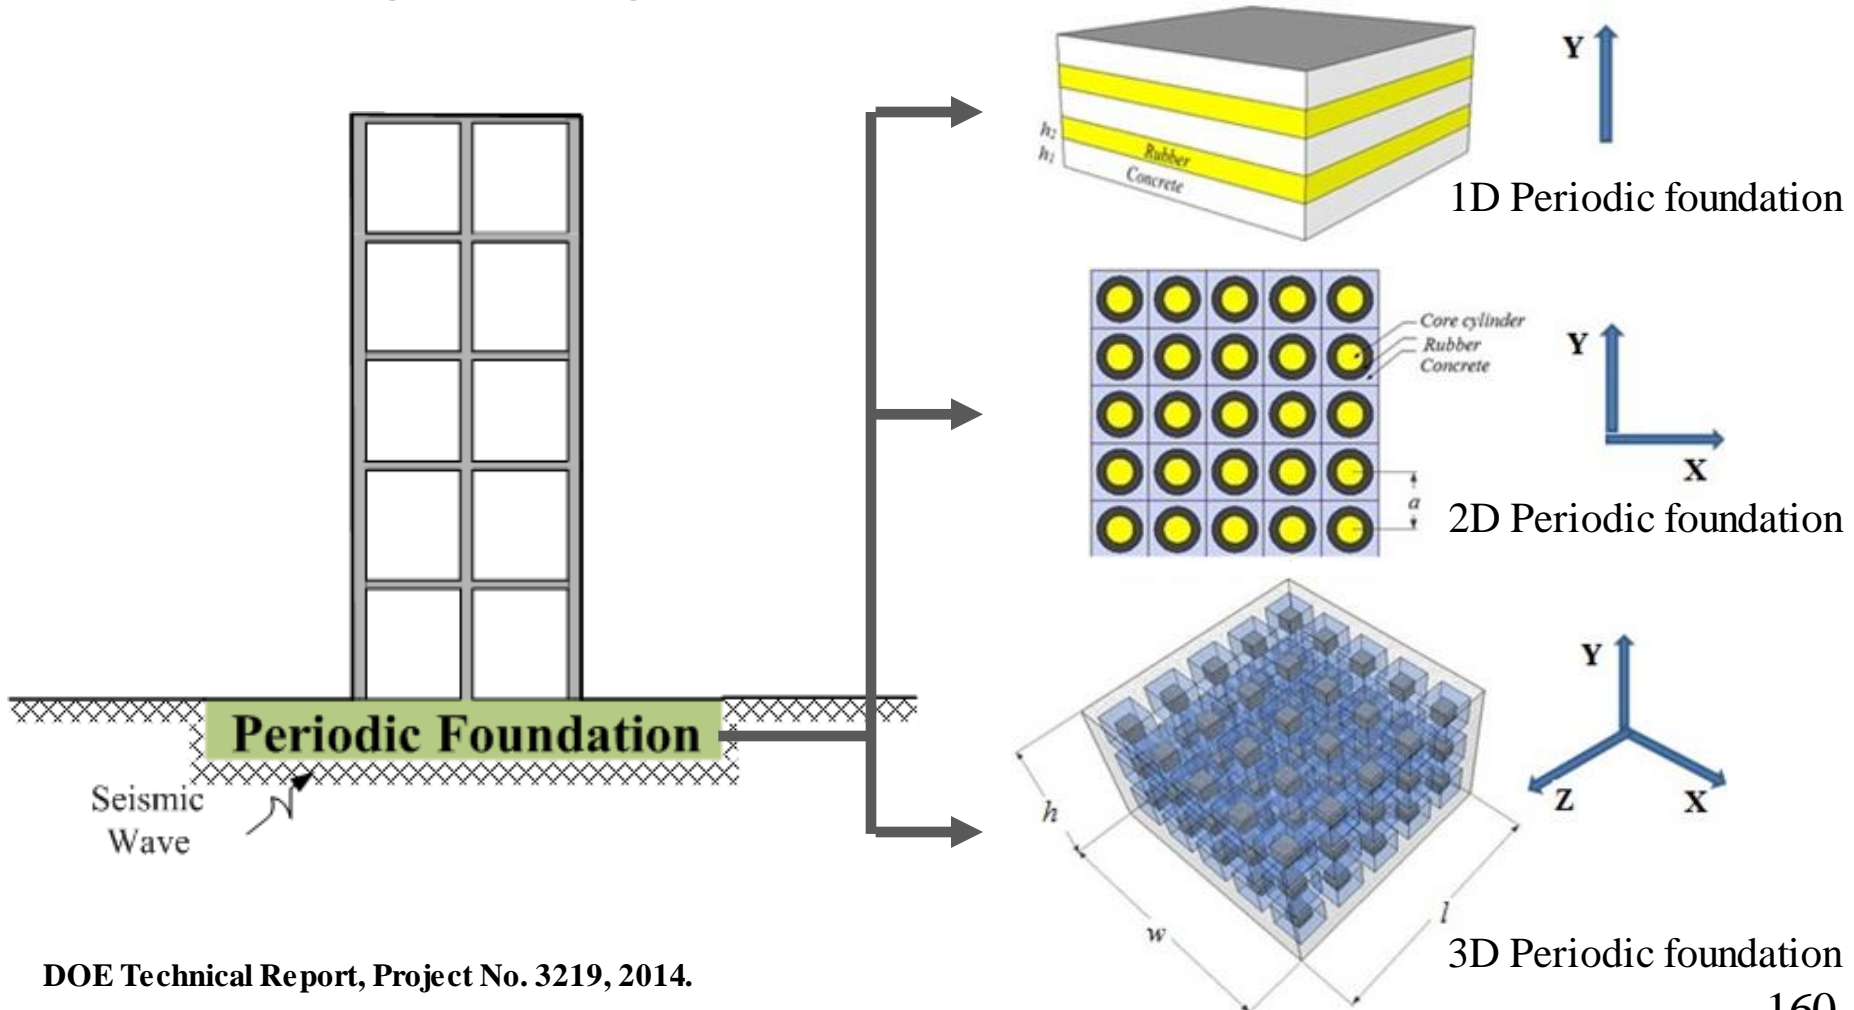 Y
h₂
h₁
Rubber
Concrete
1D Periodic foundation
Core cylinder
Rubber
Concrete
Y
X
a
2D Periodic foundation
Periodic Foundation
Seismic
Wave
Y
Z
X
h
w
l
3D Periodic foundation
DOE Technical Report, Project No. 3219, 2014.
160